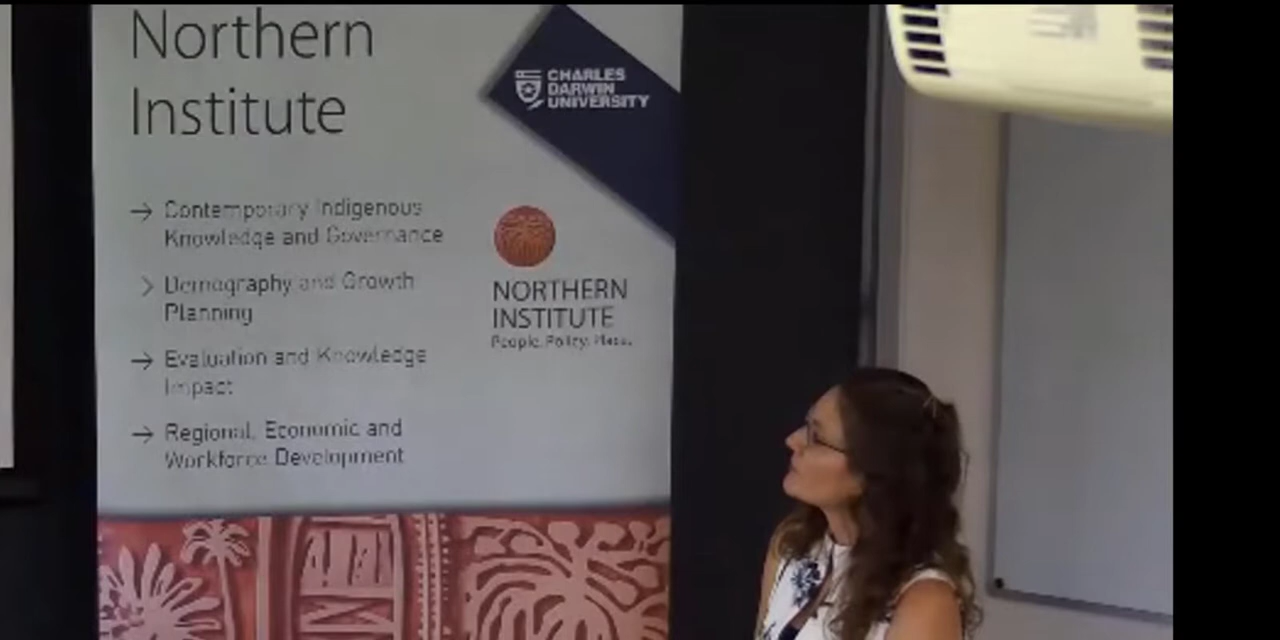 Northern
Institute
CHARLES
DARWIN
UNIVERSITY
→ Contemporary Indigenous
Knowledge and Governance
→ Demography and Growth
Planning
→ Evaluation and Knowledge
Impact
→ Regional, Economic and
Workforce Development
NORTHERN
INSTITUTE
People. Policy. Place.